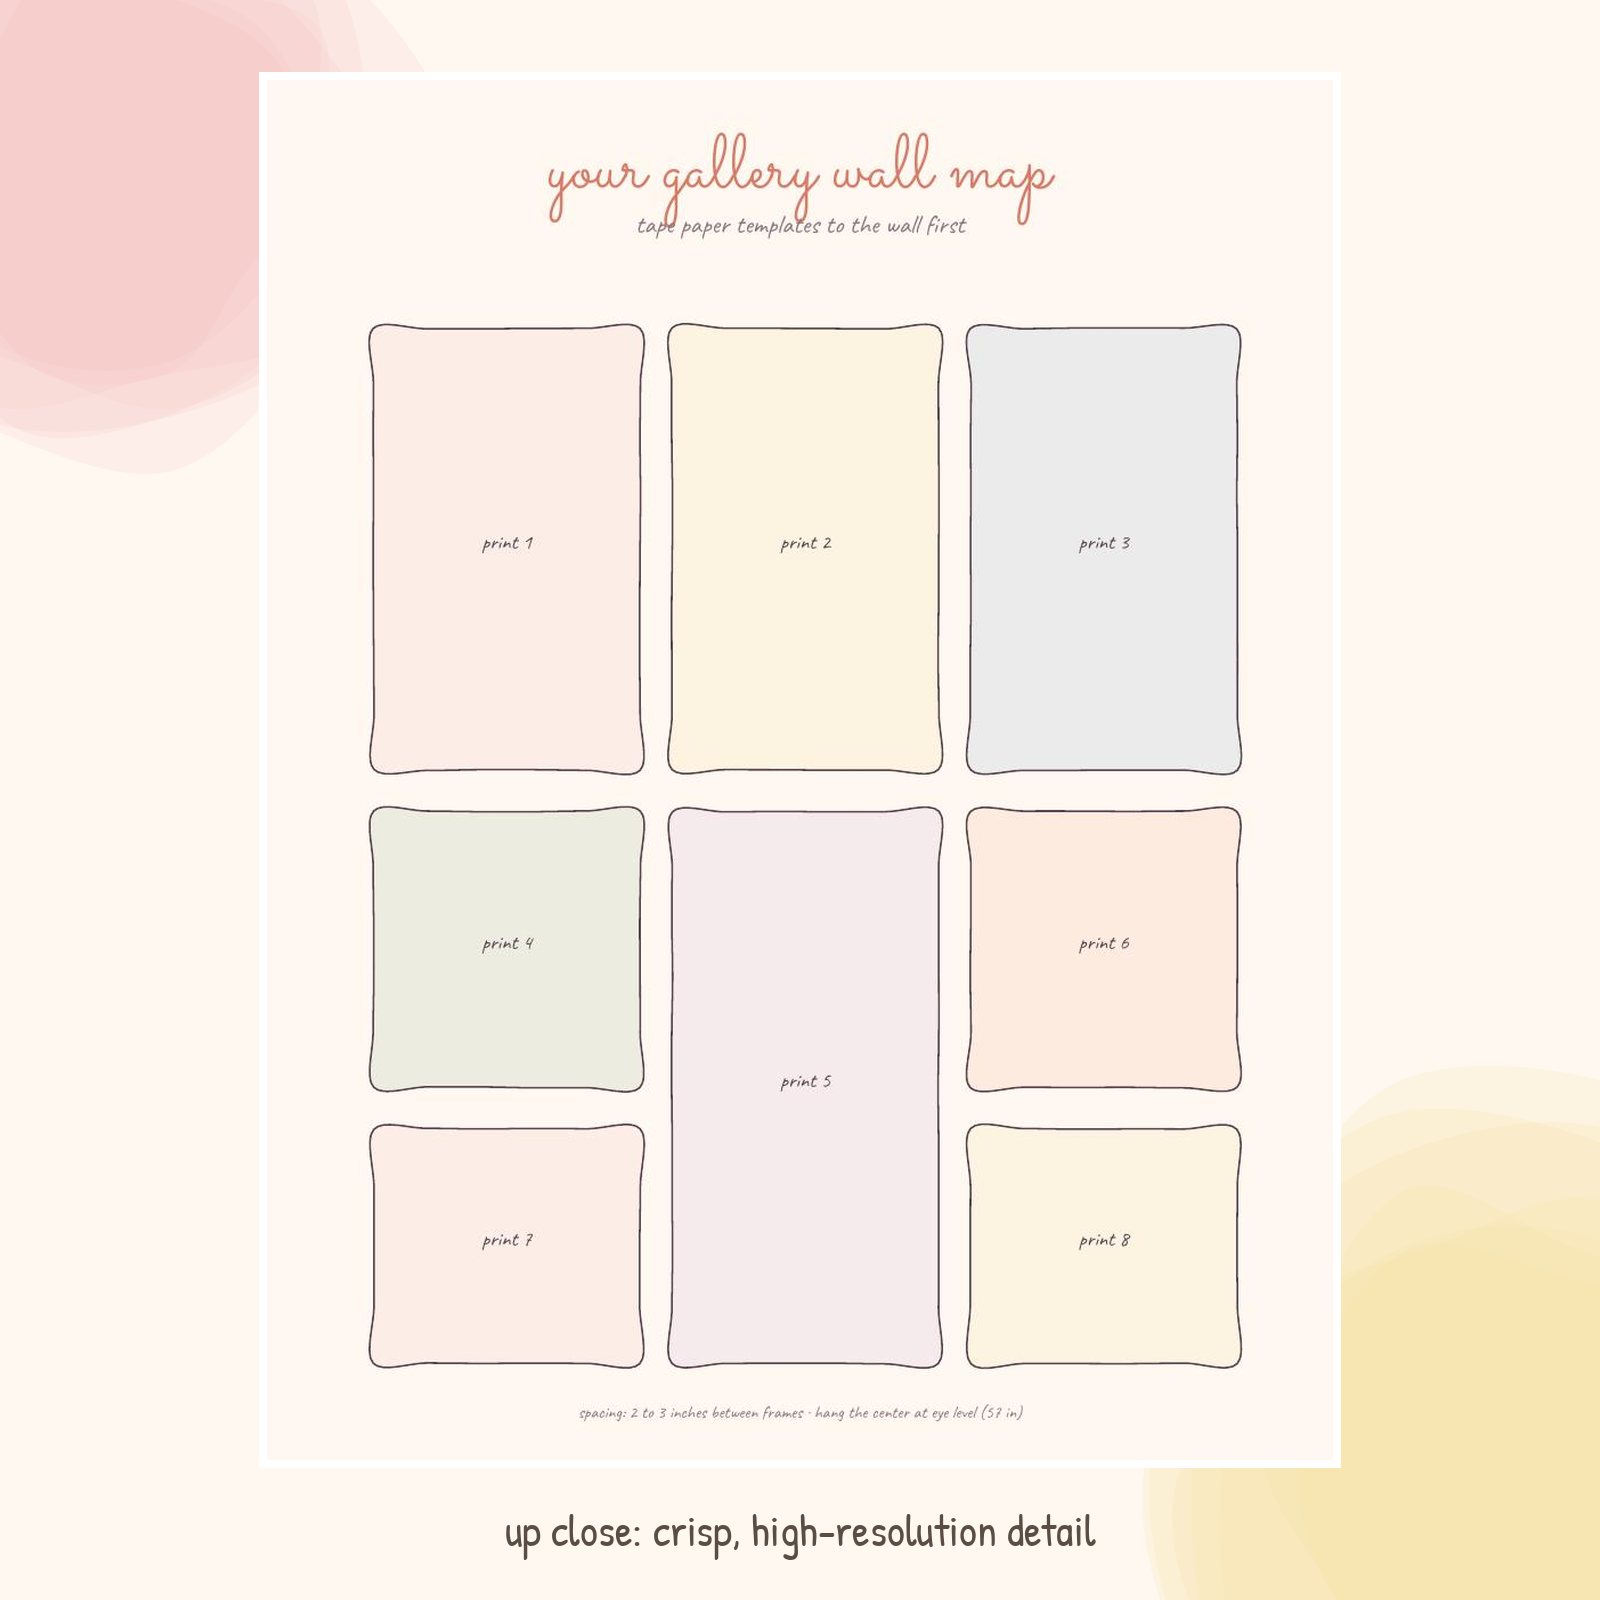 your gallery wall map
tape paper templates to the wall first
print 1
print 2
print 3
print 4
print 5
print 6
print 7
print 8
spacing: 2 to 3 inches between frames · hang the center at eye level (57 in)
up close: crisp, high-resolution detail